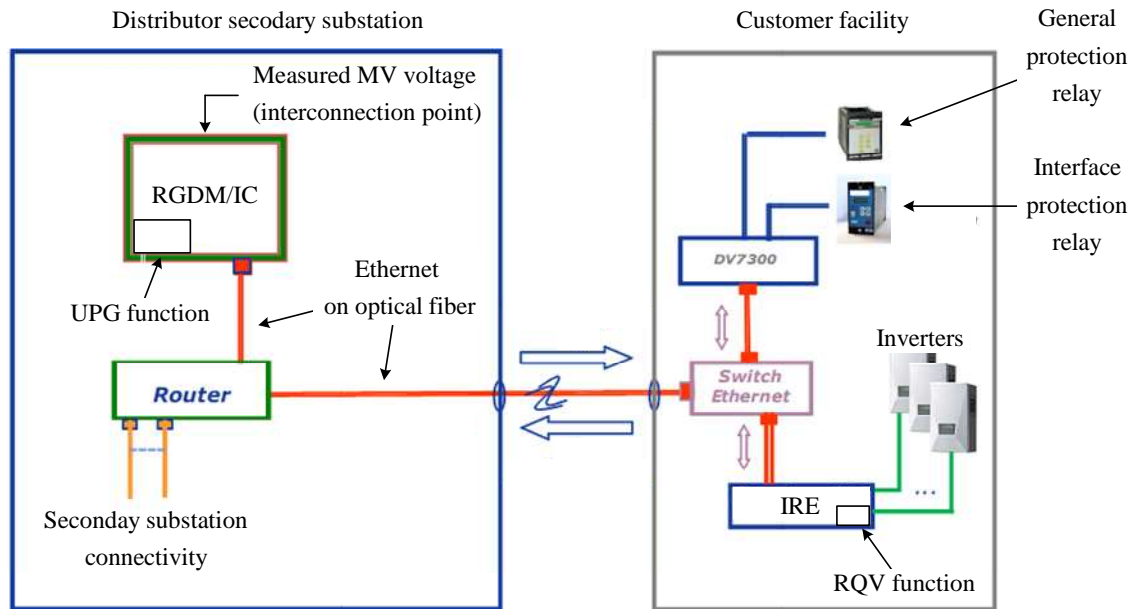 Distributor secodary substation
Customer facility
General
protection
relay
Measured MV voltage
(interconnection point)
Interface
protection
relay
RGDM/IC
DV7300
UPG function
Ethernet
on optical fiber
Inverters
Router
Switch
Ethernet
...
IRE
Seconday substation
connectivity
RQV function